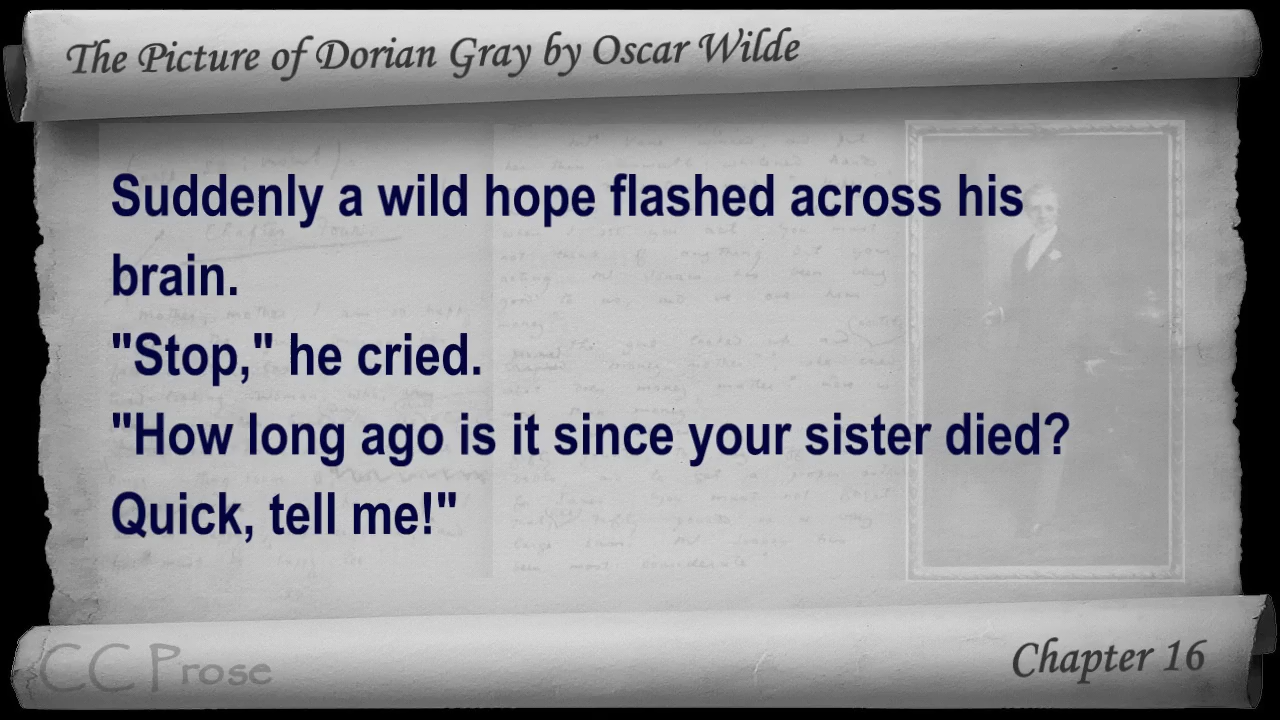 The Picture of Dorian Gray by Oscar Wilde
Suddenly a wild hope flashed across his
brain.
"Stop," he cried.
"How long ago is it since your sister died?
Quick, tell me!"
CC Prose
Chapter 16